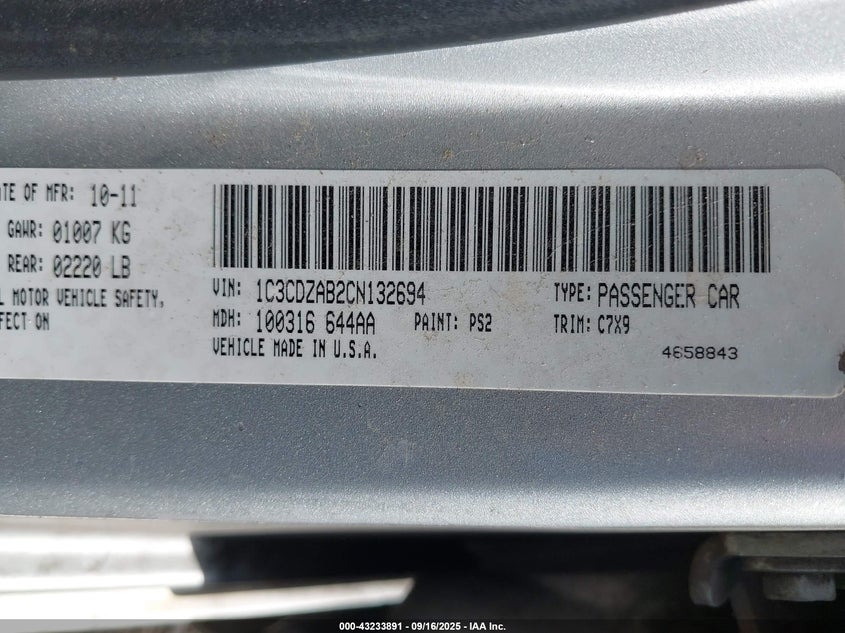 ATE OF MFR: 10-11
GAWR: 01007 KG
REAR: 02220 LB
L MOTOR VEHICLE SAFETY,
FECT ON
VIN: 1C3CDZAB2CN132694 TYPE: PASSENGER CAR
MDH: 100316 644AA PAINT: PS2 TRIM: C7X9
VEHICLE MADE IN U.S.A. 4658843
000-43233891 - 09/16/2025 - IAA Inc.